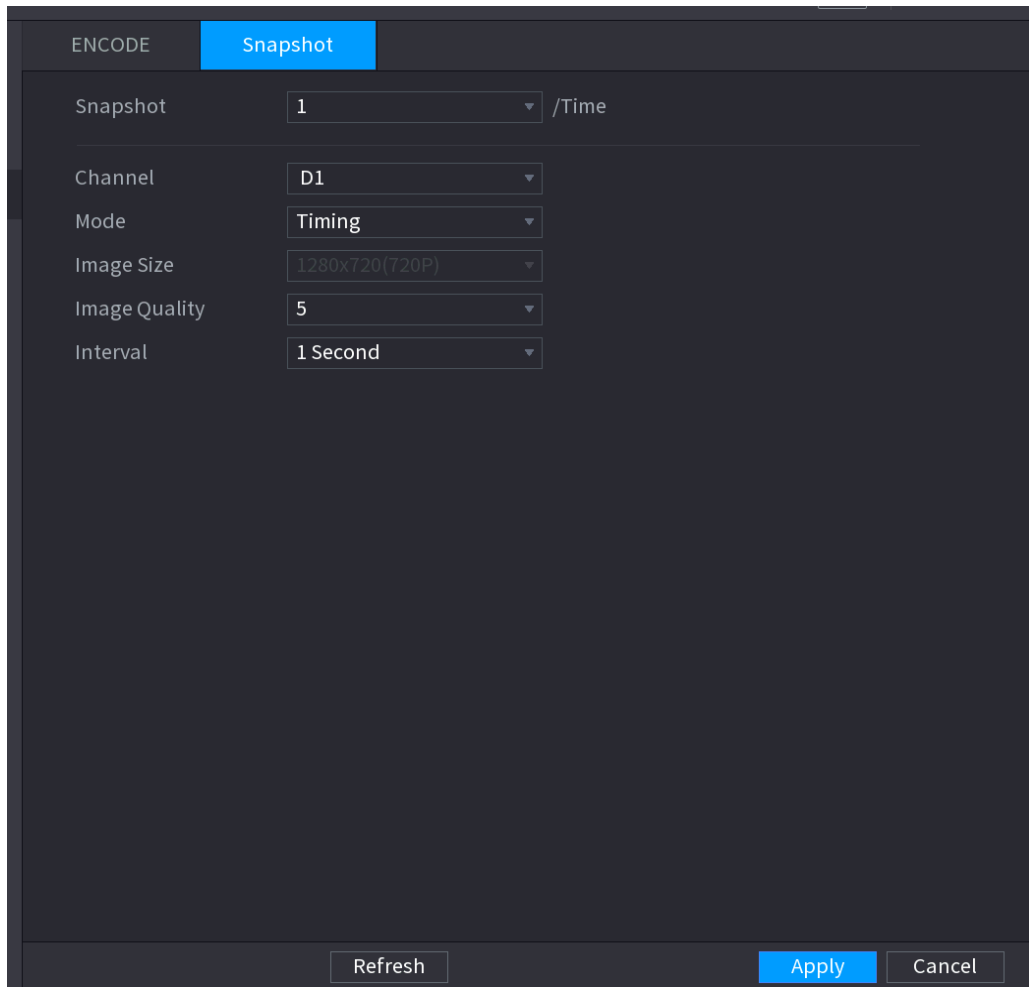 ENCODE Snapshot
Snapshot 1 /Time
Channel D1
Mode Timing
Image Size 1280x720(720P)
Image Quality 5
Interval 1 Second
Refresh Apply Cancel